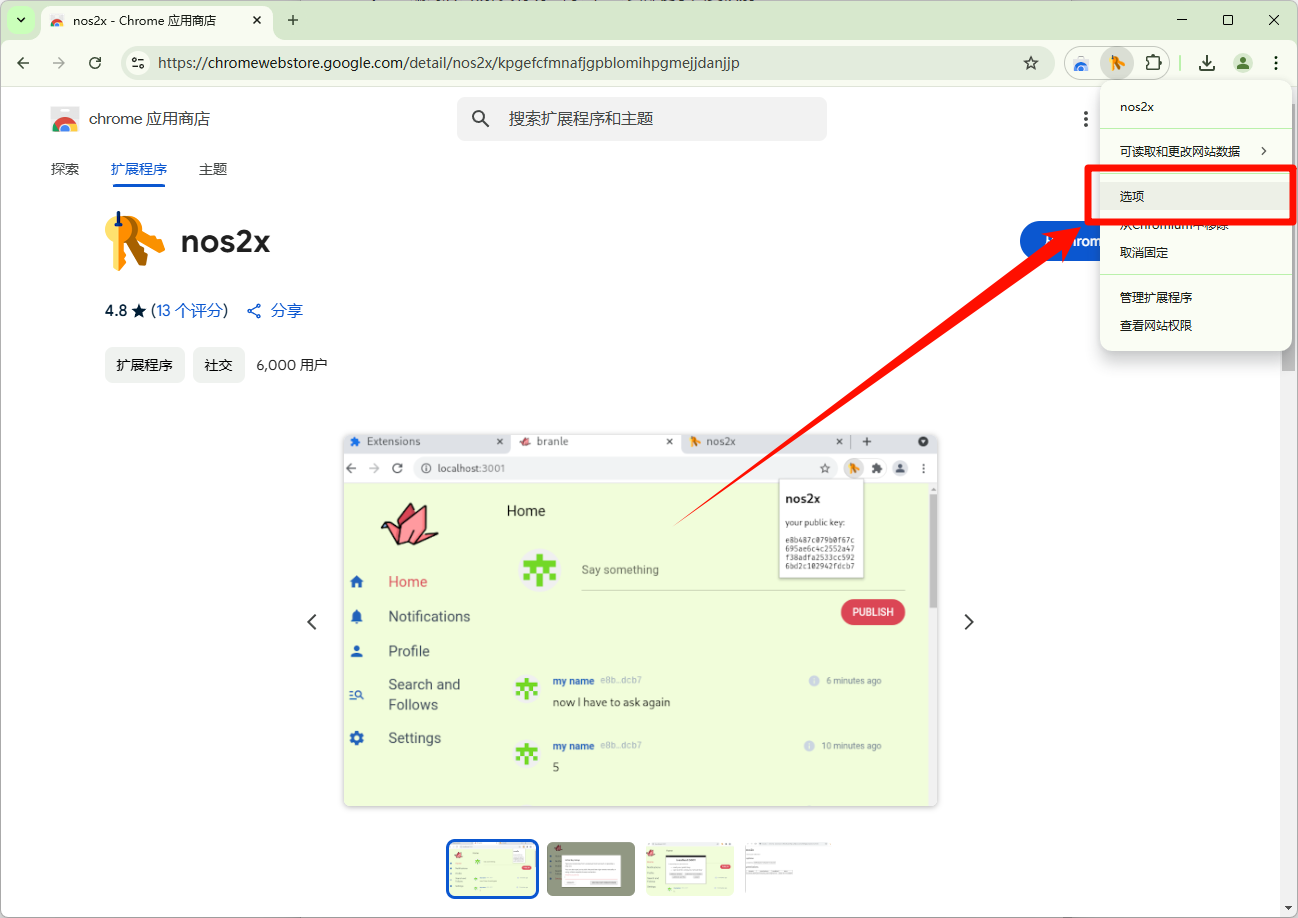 nos2x - Chrome 应用商店
https://chromewebstore.google.com/detail/nos2x/kpgefcfmnafjgpblomihpgmejjdanjjp
chrome 应用商店
搜索扩展程序和主题
nos2x
可读取和更改网站数据
选项
从Chromium中移除
取消固定
管理扩展程序
查看网站权限
探索
扩展程序
主题
nos2x
4.8 ★ (13 个评分)
分享
扩展程序
社交
6,000 用户
Extensions
branle
nos2x
localhost:3001
nos2x
your public key:
e8b487c079b0f67c
695ae6c4c2552a47
f38adfa2533cc592
6bd2c102942fdcb7
Home
Say something
PUBLISH
Home
Notifications
Profile
Search and
Follows
Settings
my name e8b...dcb7
6 minutes ago
now I have to ask again
my name e8b...dcb7
10 minutes ago
5